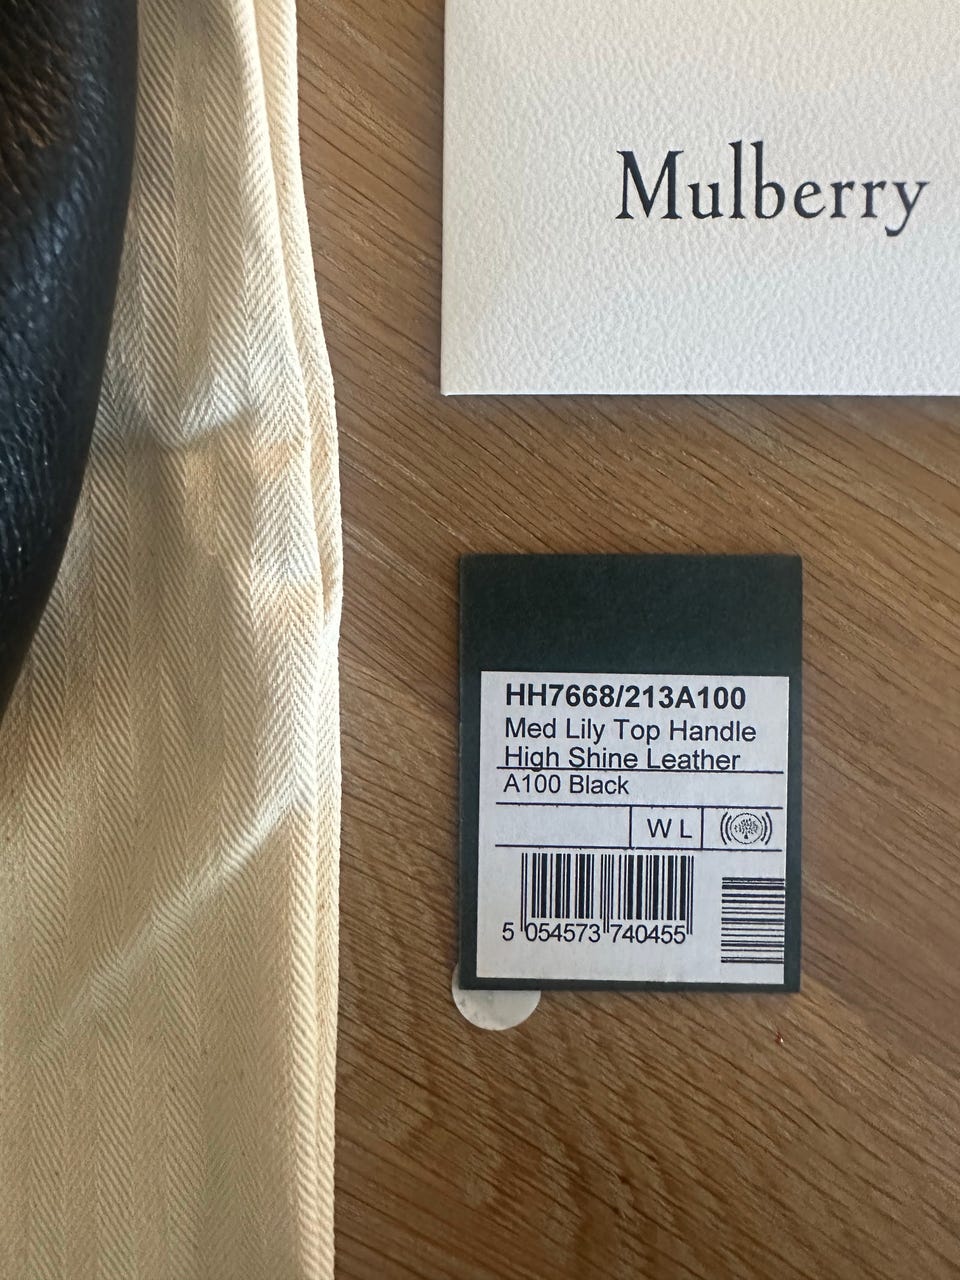 Mulberry
HH7668/213A100
Med Lily Top Handle
High Shine Leather
A100 Black
W L
5 054573 740455